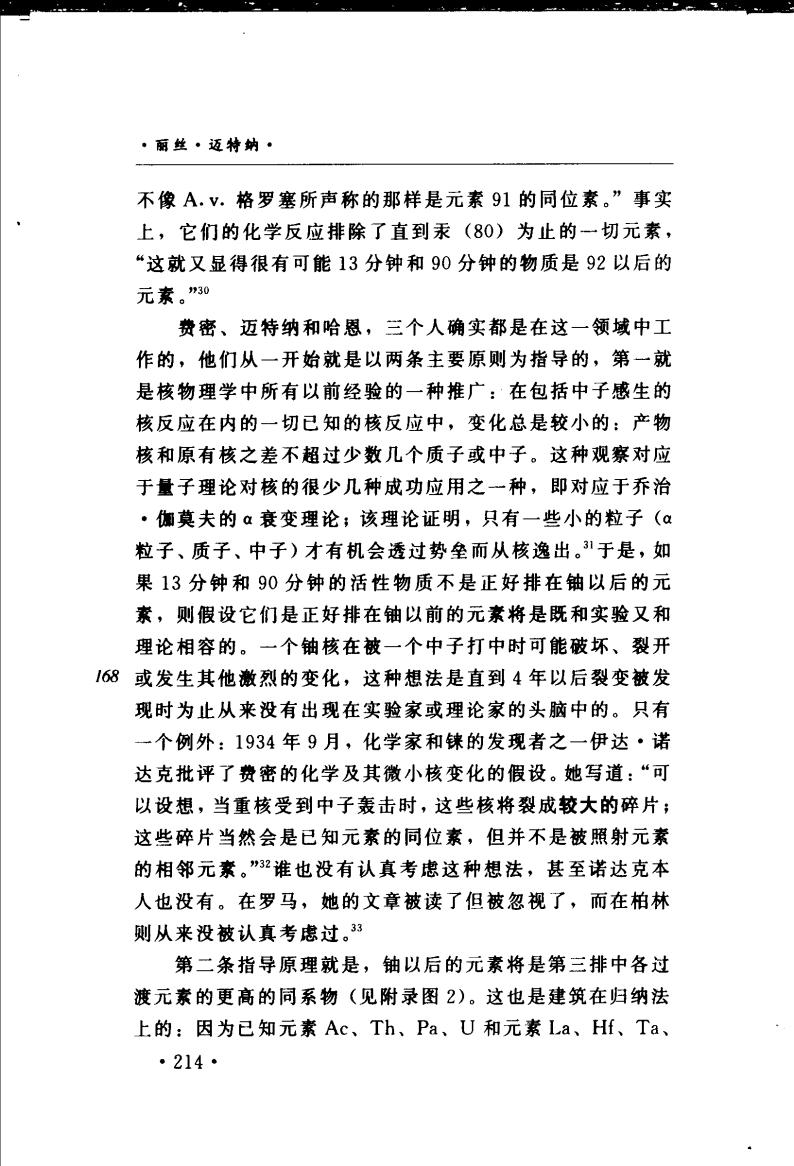 ·丽丝·迈特纳·
不像 A.v. 格罗塞所声称的那样是元素 91 的同位素。”事实
上，它们的化学反应排除了直到汞（80）为止的一切元素，
“这就又显得很有可能 13 分钟和 90 分钟的物质是 92 以后的
元素。”30
费密、迈特纳和哈恩，三个人确实都是在这一领域中工
作的，他们从一开始就是以两条主要原则为指导的，第一就
是核物理学中所有以前经验的一种推广：在包括中子感生的
核反应在内的一切已知的核反应中，变化总是较小的：产物
核和原有核之差不超过少数几个质子或中子。这种观察对应
于量子理论对核的很少几种成功应用之一种，即对应于乔治
·伽莫夫的 α 衰变理论；该理论证明，只有一些小的粒子（α
粒子、质子、中子）才有机会透过势垒而从核逸出。31于是，如
果 13 分钟和 90 分钟的活性物质不是正好排在铀以后的元
素，则假设它们是正好排在铀以前的元素将是既和实验又和
理论相容的。一个铀核在被一个中子打中时可能破坏、裂开
168 或发生其他激烈的变化，这种想法是直到 4 年以后裂变被发
现时为止从来没有出现在实验家或理论家的头脑中的。只有
一个例外：1934 年 9 月，化学家和铼的发现者之一伊达·诺
达克批评了费密的化学及其微小核变化的假设。她写道：“可
以设想，当重核受到中子轰击时，这些核将裂成较大的碎片；
这些碎片当然会是已知元素的同位素，但并不是被照射元素
的相邻元素。”32谁也没有认真考虑这种想法，甚至诺达克本
人也没有。在罗马，她的文章被读了但被忽视了，而在柏林
则从来没被认真考虑过。33
第二条指导原理就是，铀以后的元素将是第三排中各过
渡元素的更高的同系物（见附录图 2）。这也是建筑在归纳法
上的：因为已知元素 Ac、Th、Pa、U 和元素 La、Hf、Ta、
·214·